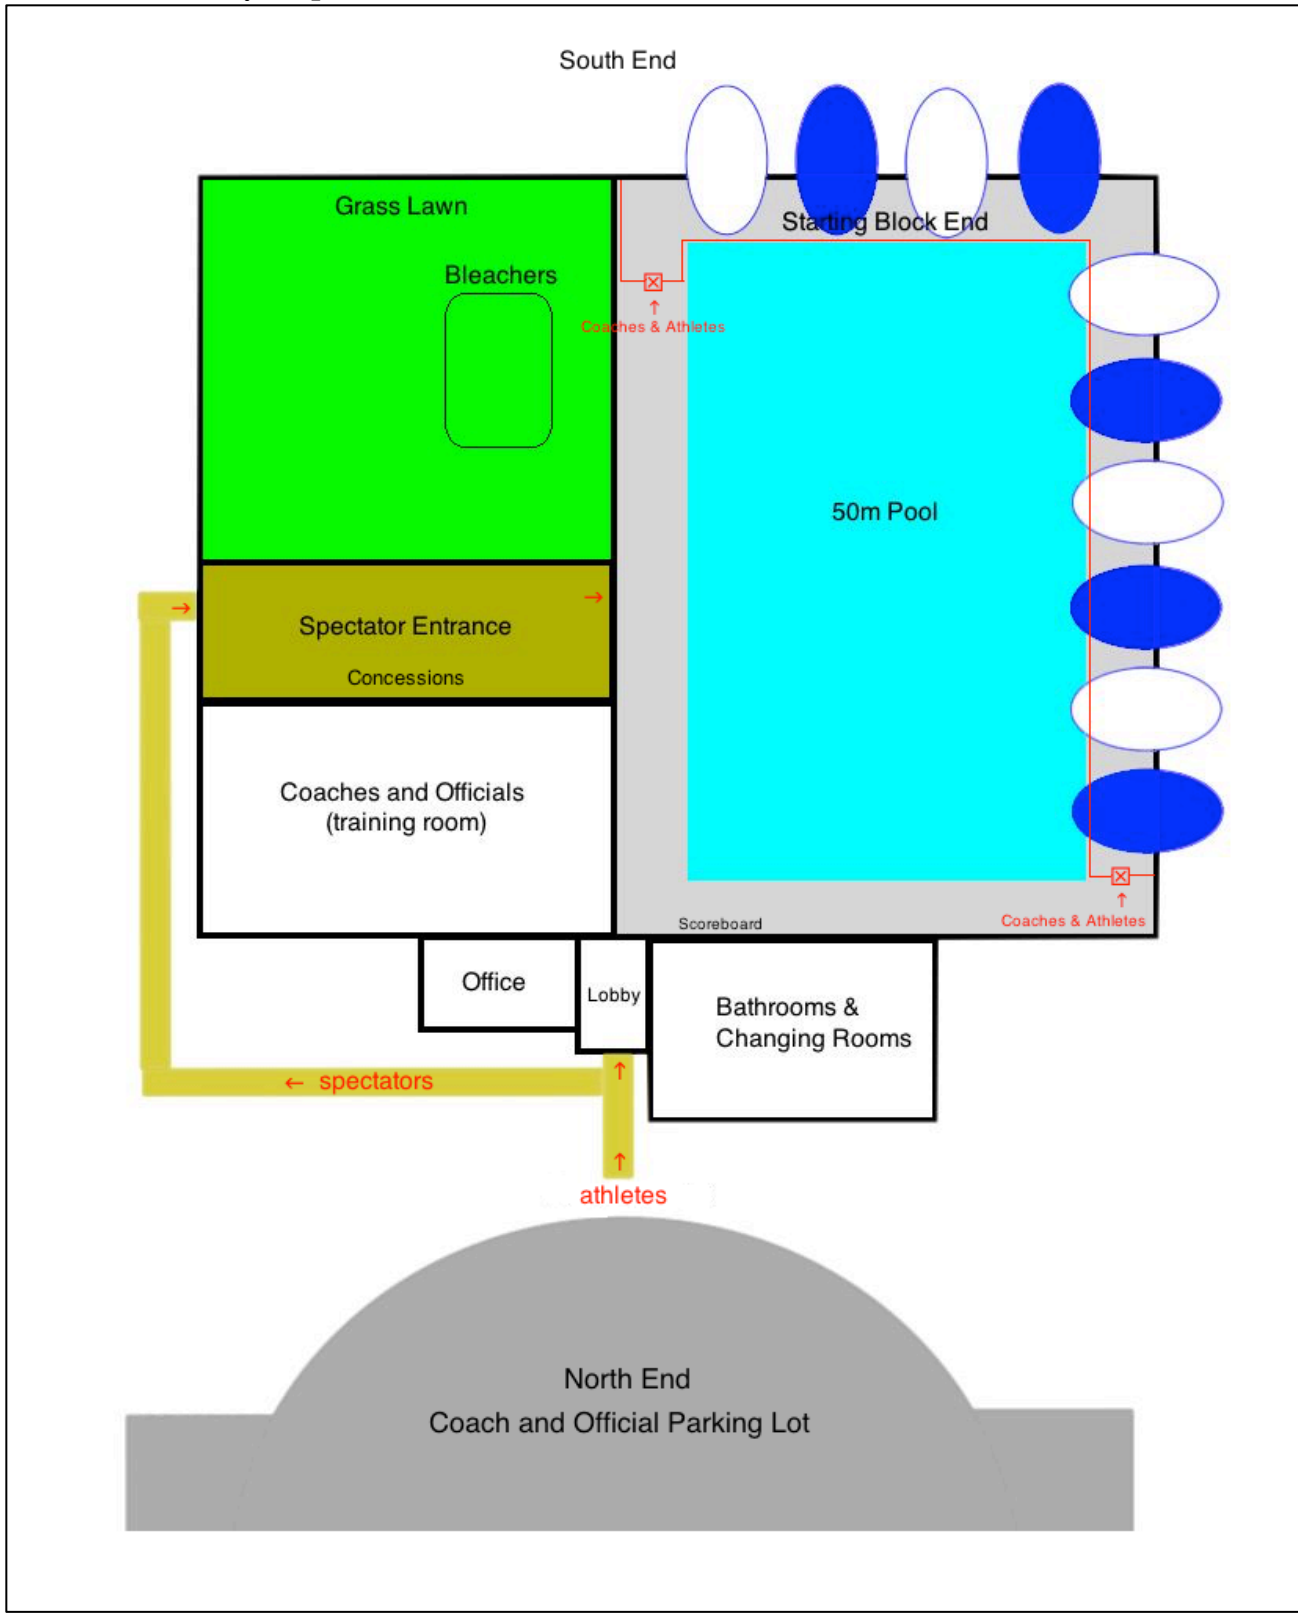 South End
Grass Lawn
Starting Block End
Bleachers
↑
Coaches & Athletes
50m Pool
→
→
Spectator Entrance
Concessions
Coaches and Officials
(training room)
↑
Scoreboard
Coaches & Athletes
Office
Lobby
Bathrooms &
Changing Rooms
↑
← spectators
↑
athletes
North End
Coach and Official Parking Lot